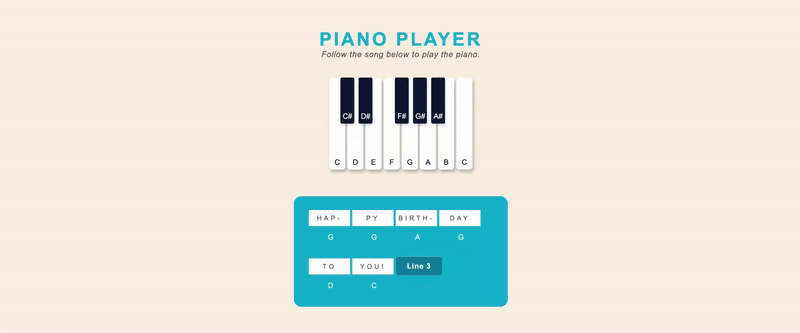 PIANO PLAYER
Follow the song below to play the piano.
C# D# F# G# A#
C D E F G A B C
HAP- PY BIRTH- DAY
G G A G
TO YOU! Line 3
D C